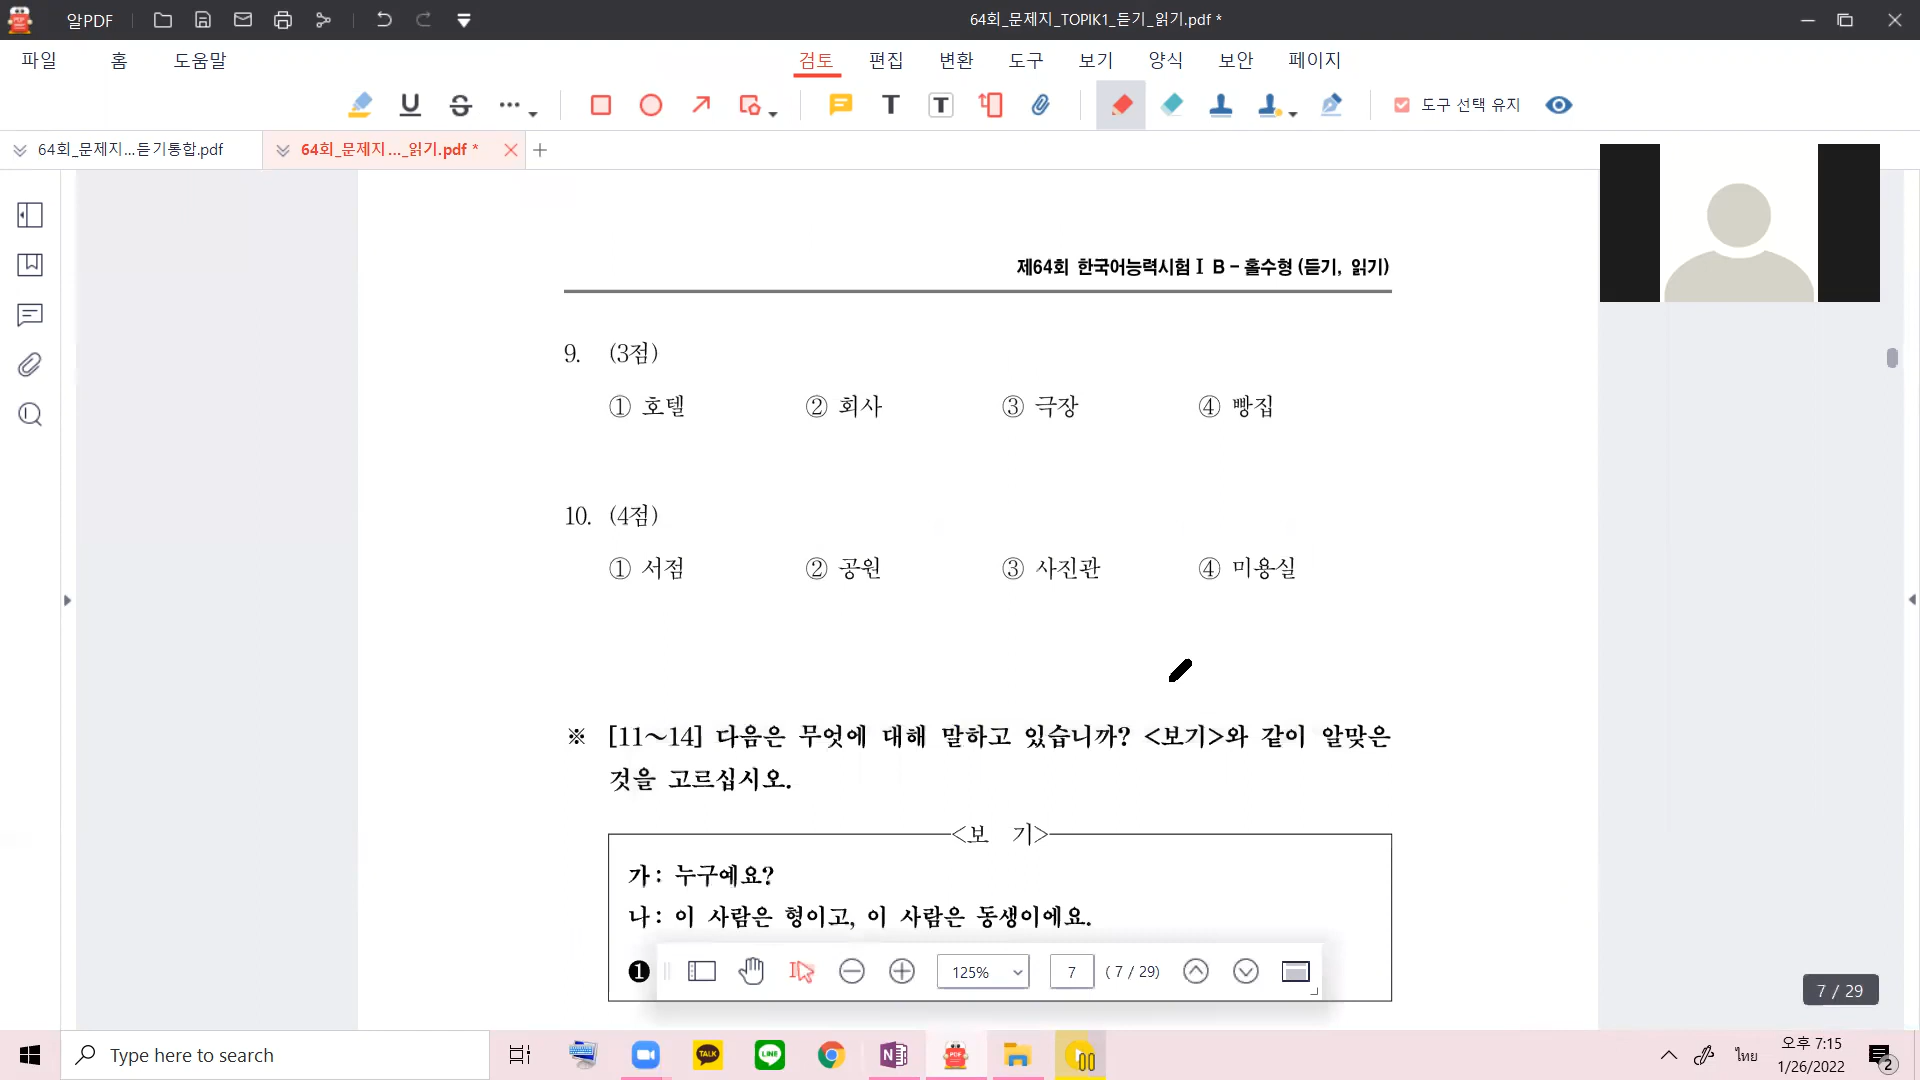 알PDF
64회_문제지_TOPIK1_듣기_읽기.pdf *
파일 홈 도움말 검토 편집 변환 도구 보기 양식 보안 페이지
도구 선택 유지
64회_문제지...듣기통합.pdf
64회_문제지..._읽기.pdf *
제64회 한국어능력시험 Ⅰ B - 홀수형 (듣기, 읽기)
9. (3점)
① 호텔 ② 회사 ③ 극장 ④ 빵집
10. (4점)
① 서점 ② 공원 ③ 사진관 ④ 미용실
※ [11～14] 다음은 무엇에 대해 말하고 있습니까? <보기>와 같이 알맞은
것을 고르십시오.
<보 기>
가 : 누구예요?
나 : 이 사람은 형이고, 이 사람은 동생이에요.
❶
125% 7 ( 7 / 29)
7 / 29
Type here to search
TALK
LINE
N
PDF
ไทย
오후 7:15
1/26/2022
2